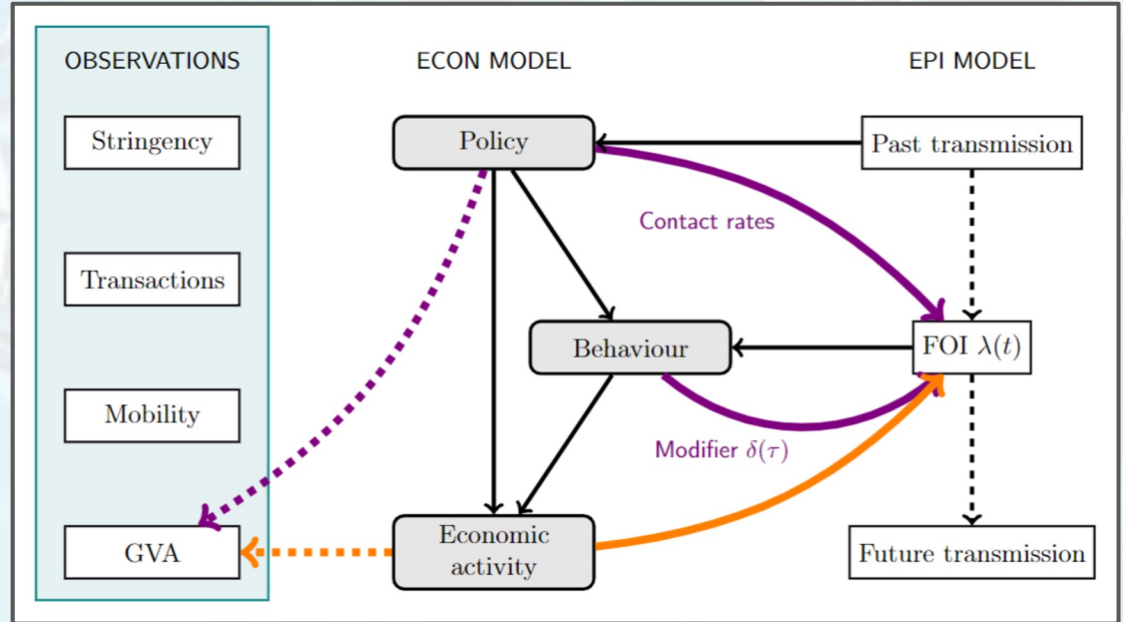 OBSERVATIONS
ECON MODEL
EPI MODEL
Stringency
Policy
Past transmission
Contact rates
Transactions
Behaviour
FOI λ(t)
Mobility
Modifier δ(τ)
GVA
Economic
activity
Future transmission